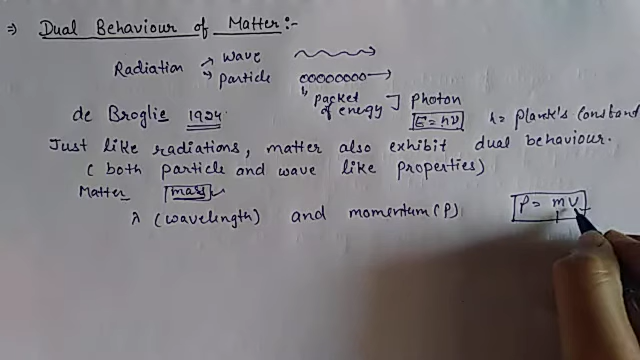 ⇒ Dual Behaviour of Matter:-
Radiation → wave
→ particle
packet of energy ] photon
E = hν
h = Plank's constant
de Broglie 1924
Just like radiations, matter also exhibit dual behaviour.
( both particle and wave like properties)
Matter mass
λ (wavelength) and momentum (P)
P = mv